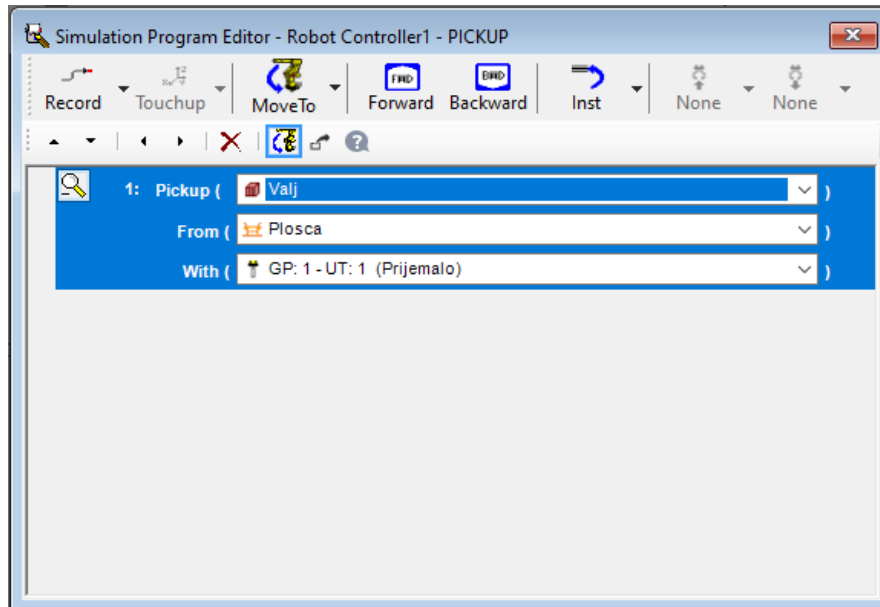 Simulation Program Editor - Robot Controller1 - PICKUP
FWD BWD
Record Touchup MoveTo Forward Backward Inst None None
1: Pickup ( Valj )
From ( Plosca )
With ( GP: 1 - UT: 1 (Prijemalo) )